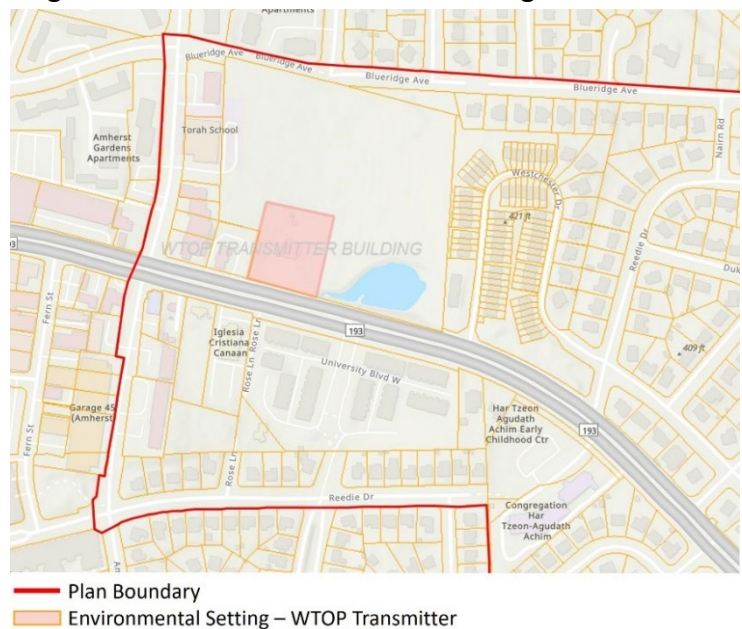 Apartments
Blueridge Ave
Blueridge Ave
Blueridge Ave
Blueridge Ave
Nairn Rd
Amherst
Gardens
Apartments
Torah School
Westchester Dr
421 ft
Reedie Dr
WTOP TRANSMITTER BUILDING
Fern St
193
Iglesia
Cristiana
Canaan
Rose Ln
Rose Ln
University Blvd W
409 ft
Garage 45
(Amherst)
Fern St
Har Tzeon
Agudath
Achim Early
Childhood Ctr
193
Rose Ln
Reedie Dr
Congregation
Har
Tzeon-Agudath
Achim
Plan Boundary
Environmental Setting – WTOP Transmitter